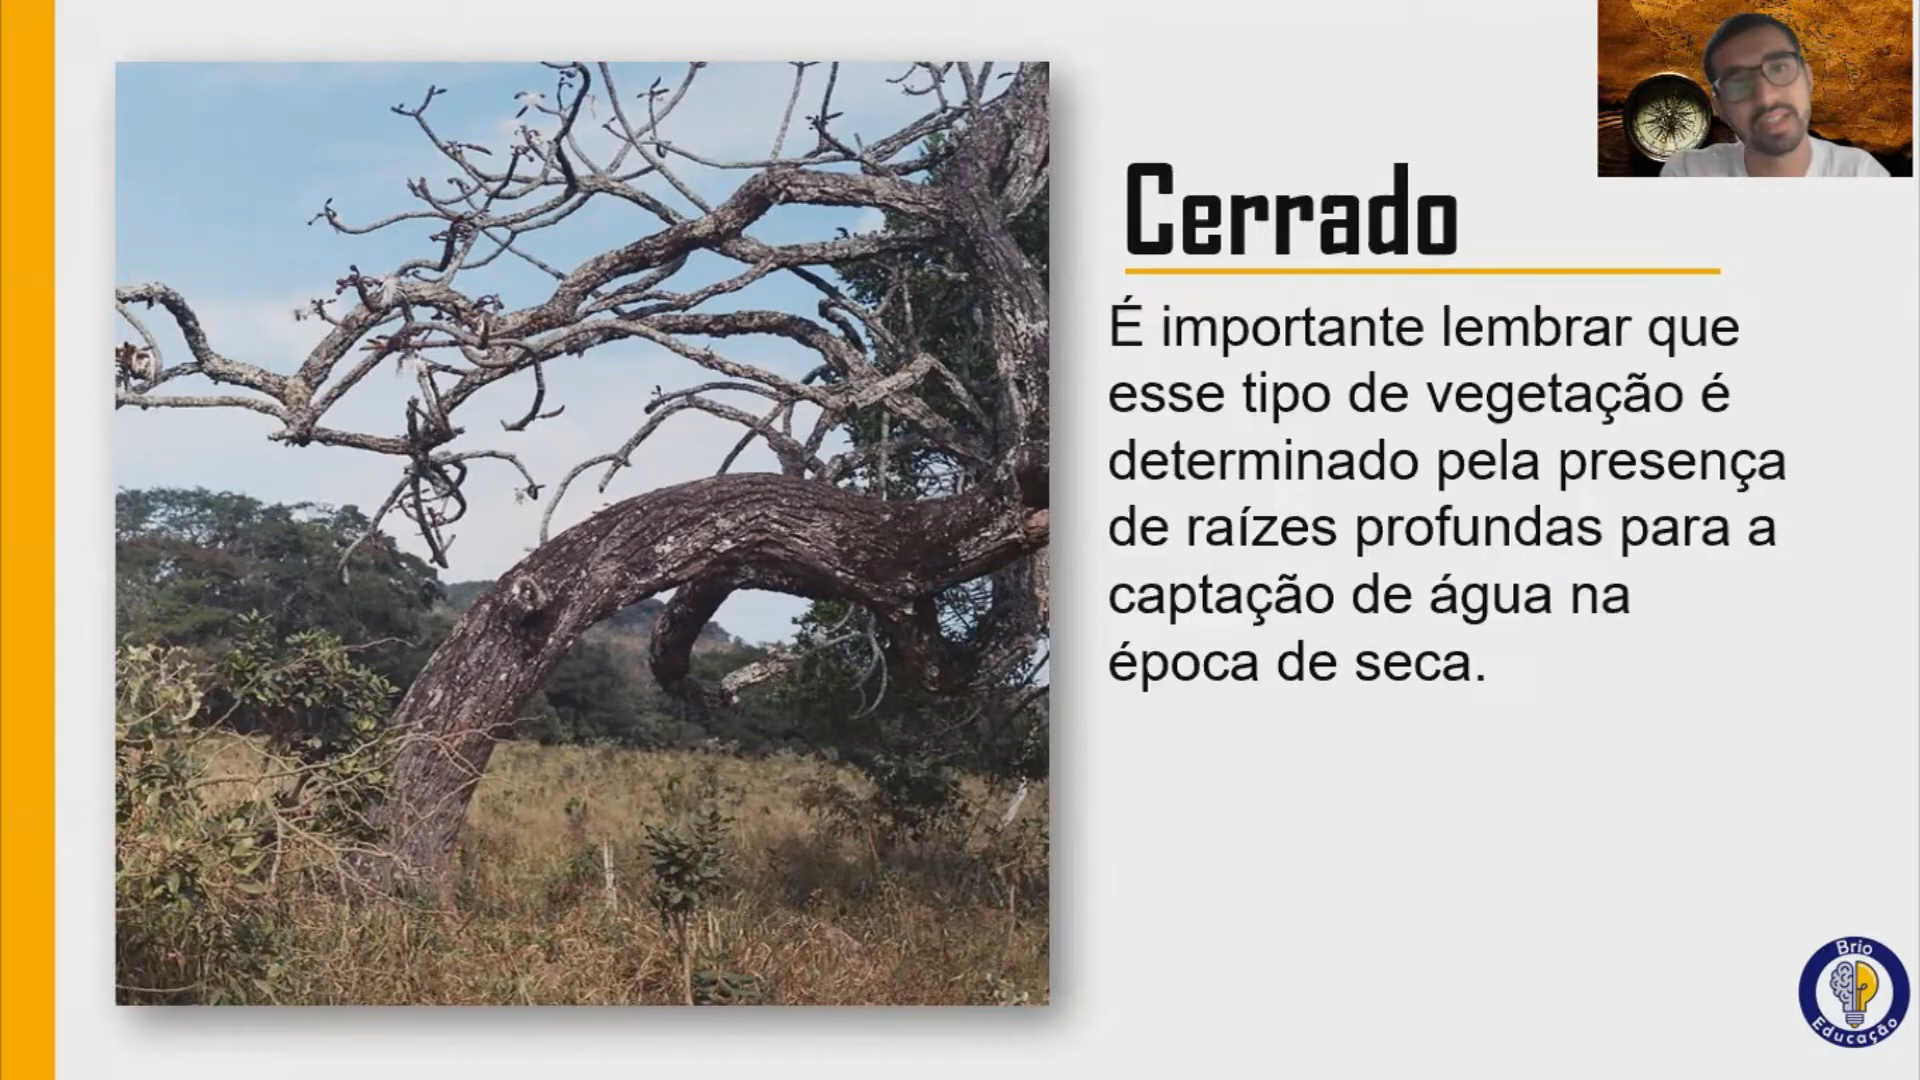 Cerrado
É importante lembrar que
esse tipo de vegetação é
determinado pela presença
de raízes profundas para a
captação de água na
época de seca.
Brio
Educação